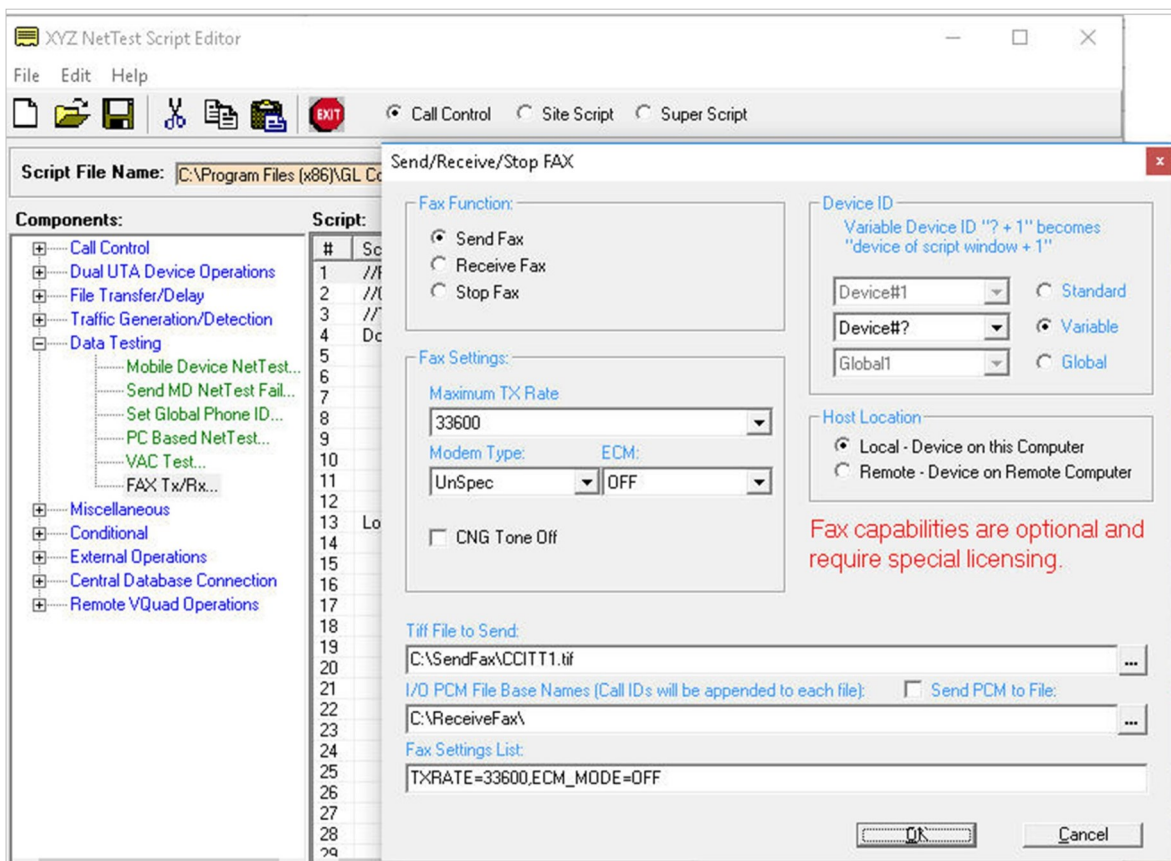 XYZ NetTest Script Editor
File Edit Help
EXIT
Call Control Site Script Super Script
Script File Name: C:\Program Files (x86)\GL Co
Components:
Call Control
Dual UTA Device Operations
File Transfer/Delay
Traffic Generation/Detection
Data Testing
Mobile Device NetTest...
Send MD NetTest Fail...
Set Global Phone ID...
PC Based NetTest...
VAC Test...
FAX Tx/Rx...
Miscellaneous
Conditional
External Operations
Central Database Connection
Remote VQuad Operations
Script:
# Sc
1
2
3
4 Do
5
6
7
8
9
10
11
12
13 Lo
14
15
16
17
18
19
20
21
22
23
24
25
26
27
28
29
Send/Receive/Stop FAX
x
Fax Function:
Send Fax
Receive Fax
Stop Fax
Fax Settings:
Maximum TX Rate
33600
Modem Type: ECM:
UnSpec OFF
CNG Tone Off
Device ID
Variable Device ID "? + 1" becomes
"device of script window + 1"
Device#1 Standard
Device#? Variable
Global1 Global
Host Location
Local - Device on this Computer
Remote - Device on Remote Computer
Fax capabilities are optional and
require special licensing.
Tiff File to Send:
C:\SendFax\CCITT1.tif ...
I/O PCM File Base Names (Call IDs will be appended to each file): Send PCM to File:
C:\ReceiveFax\ ...
Fax Settings List:
TXRATE=33600,ECM_MODE=OFF
OK Cancel